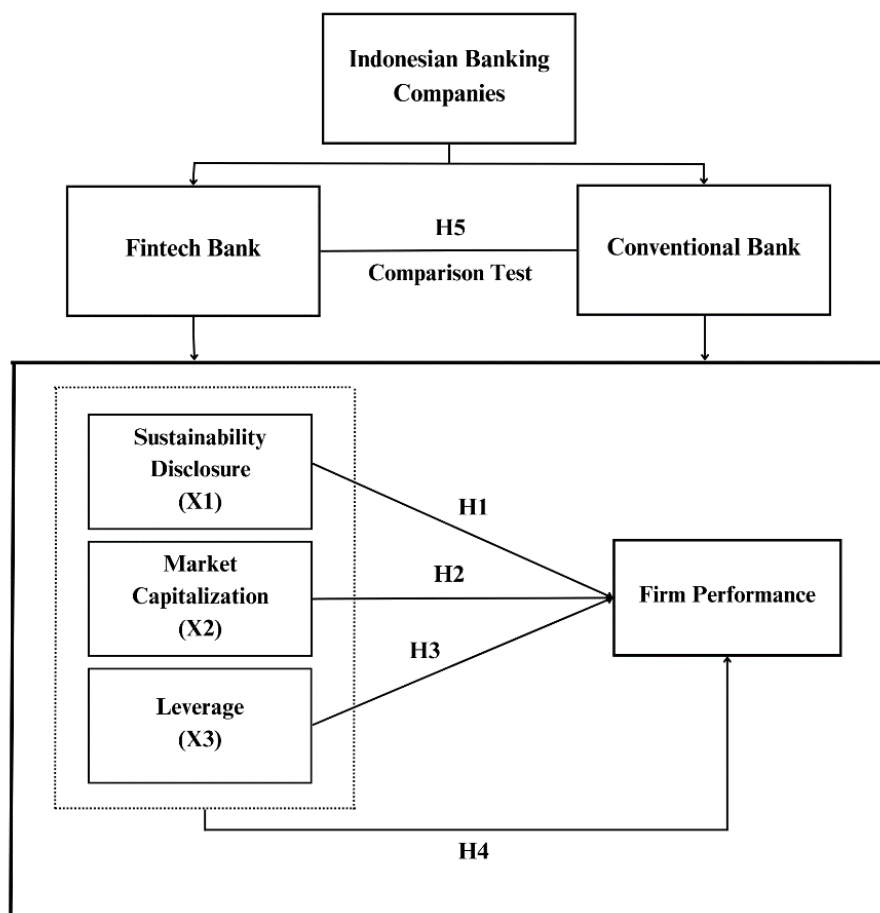 Indonesian Banking
Companies
Fintech Bank
H5
Comparison Test
Conventional Bank
Sustainability
Disclosure
(X1)
H1
Market
Capitalization
(X2)
H2
Firm Performance
H3
Leverage
(X3)
H4